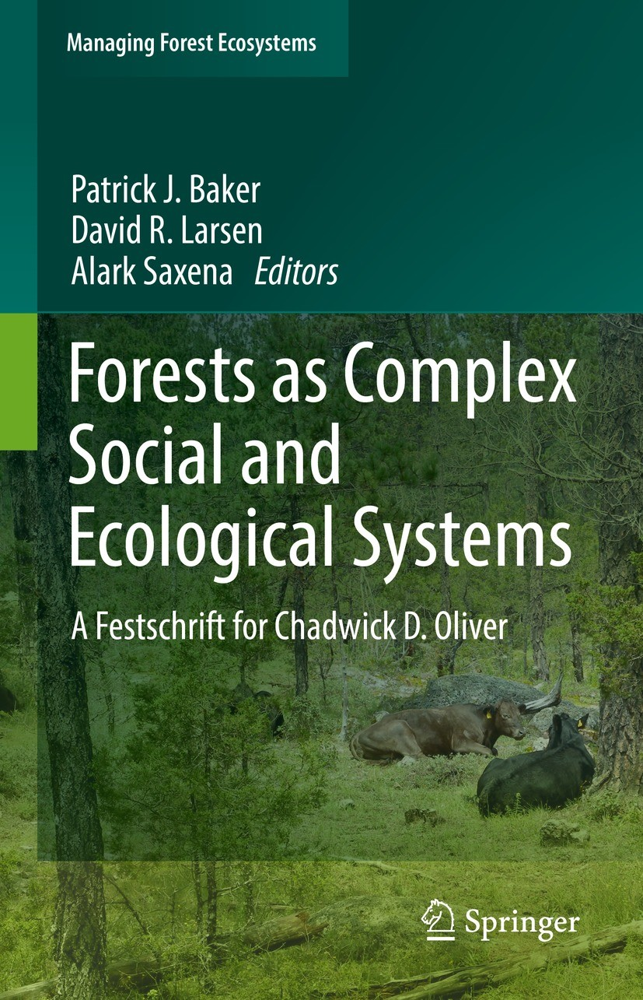 Managing Forest Ecosystems
Patrick J. Baker
David R. Larsen
Alark Saxena Editors
Forests as Complex
Social and
Ecological Systems
A Festschrift for Chadwick D. Oliver
Springer